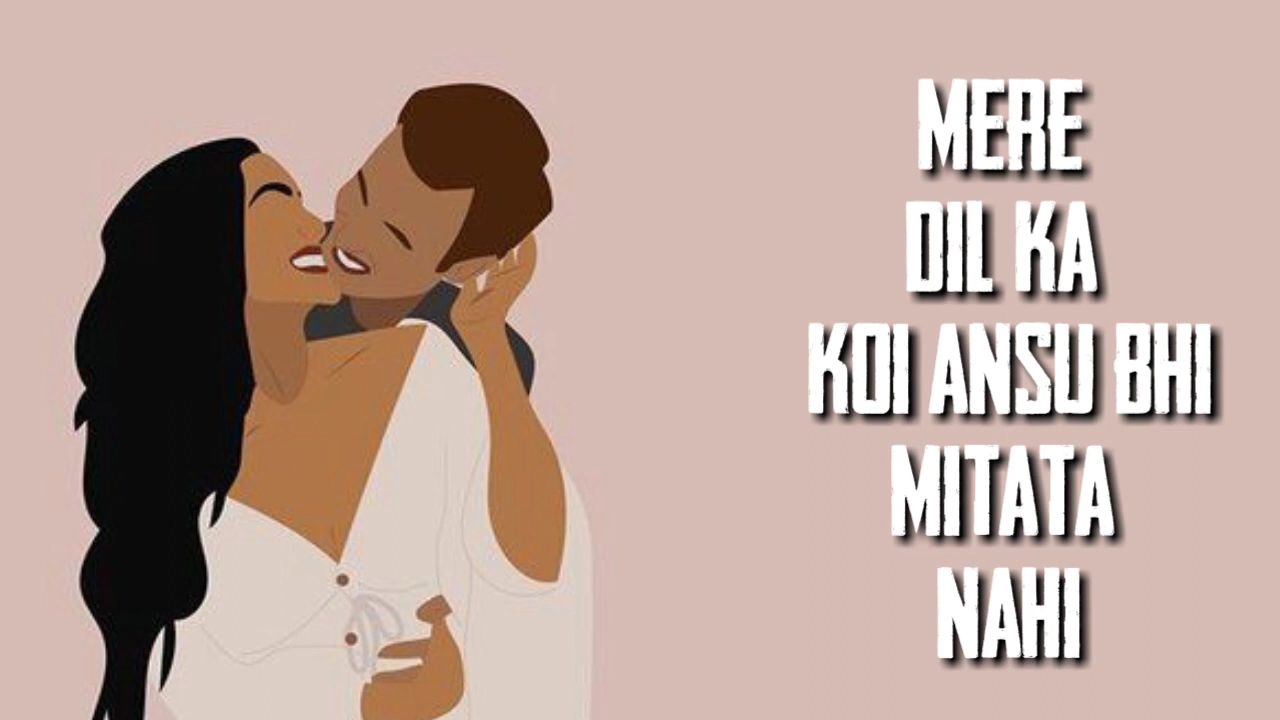 MERE
DIL KA
KOI ANSU BHI
MITATA
NAHI